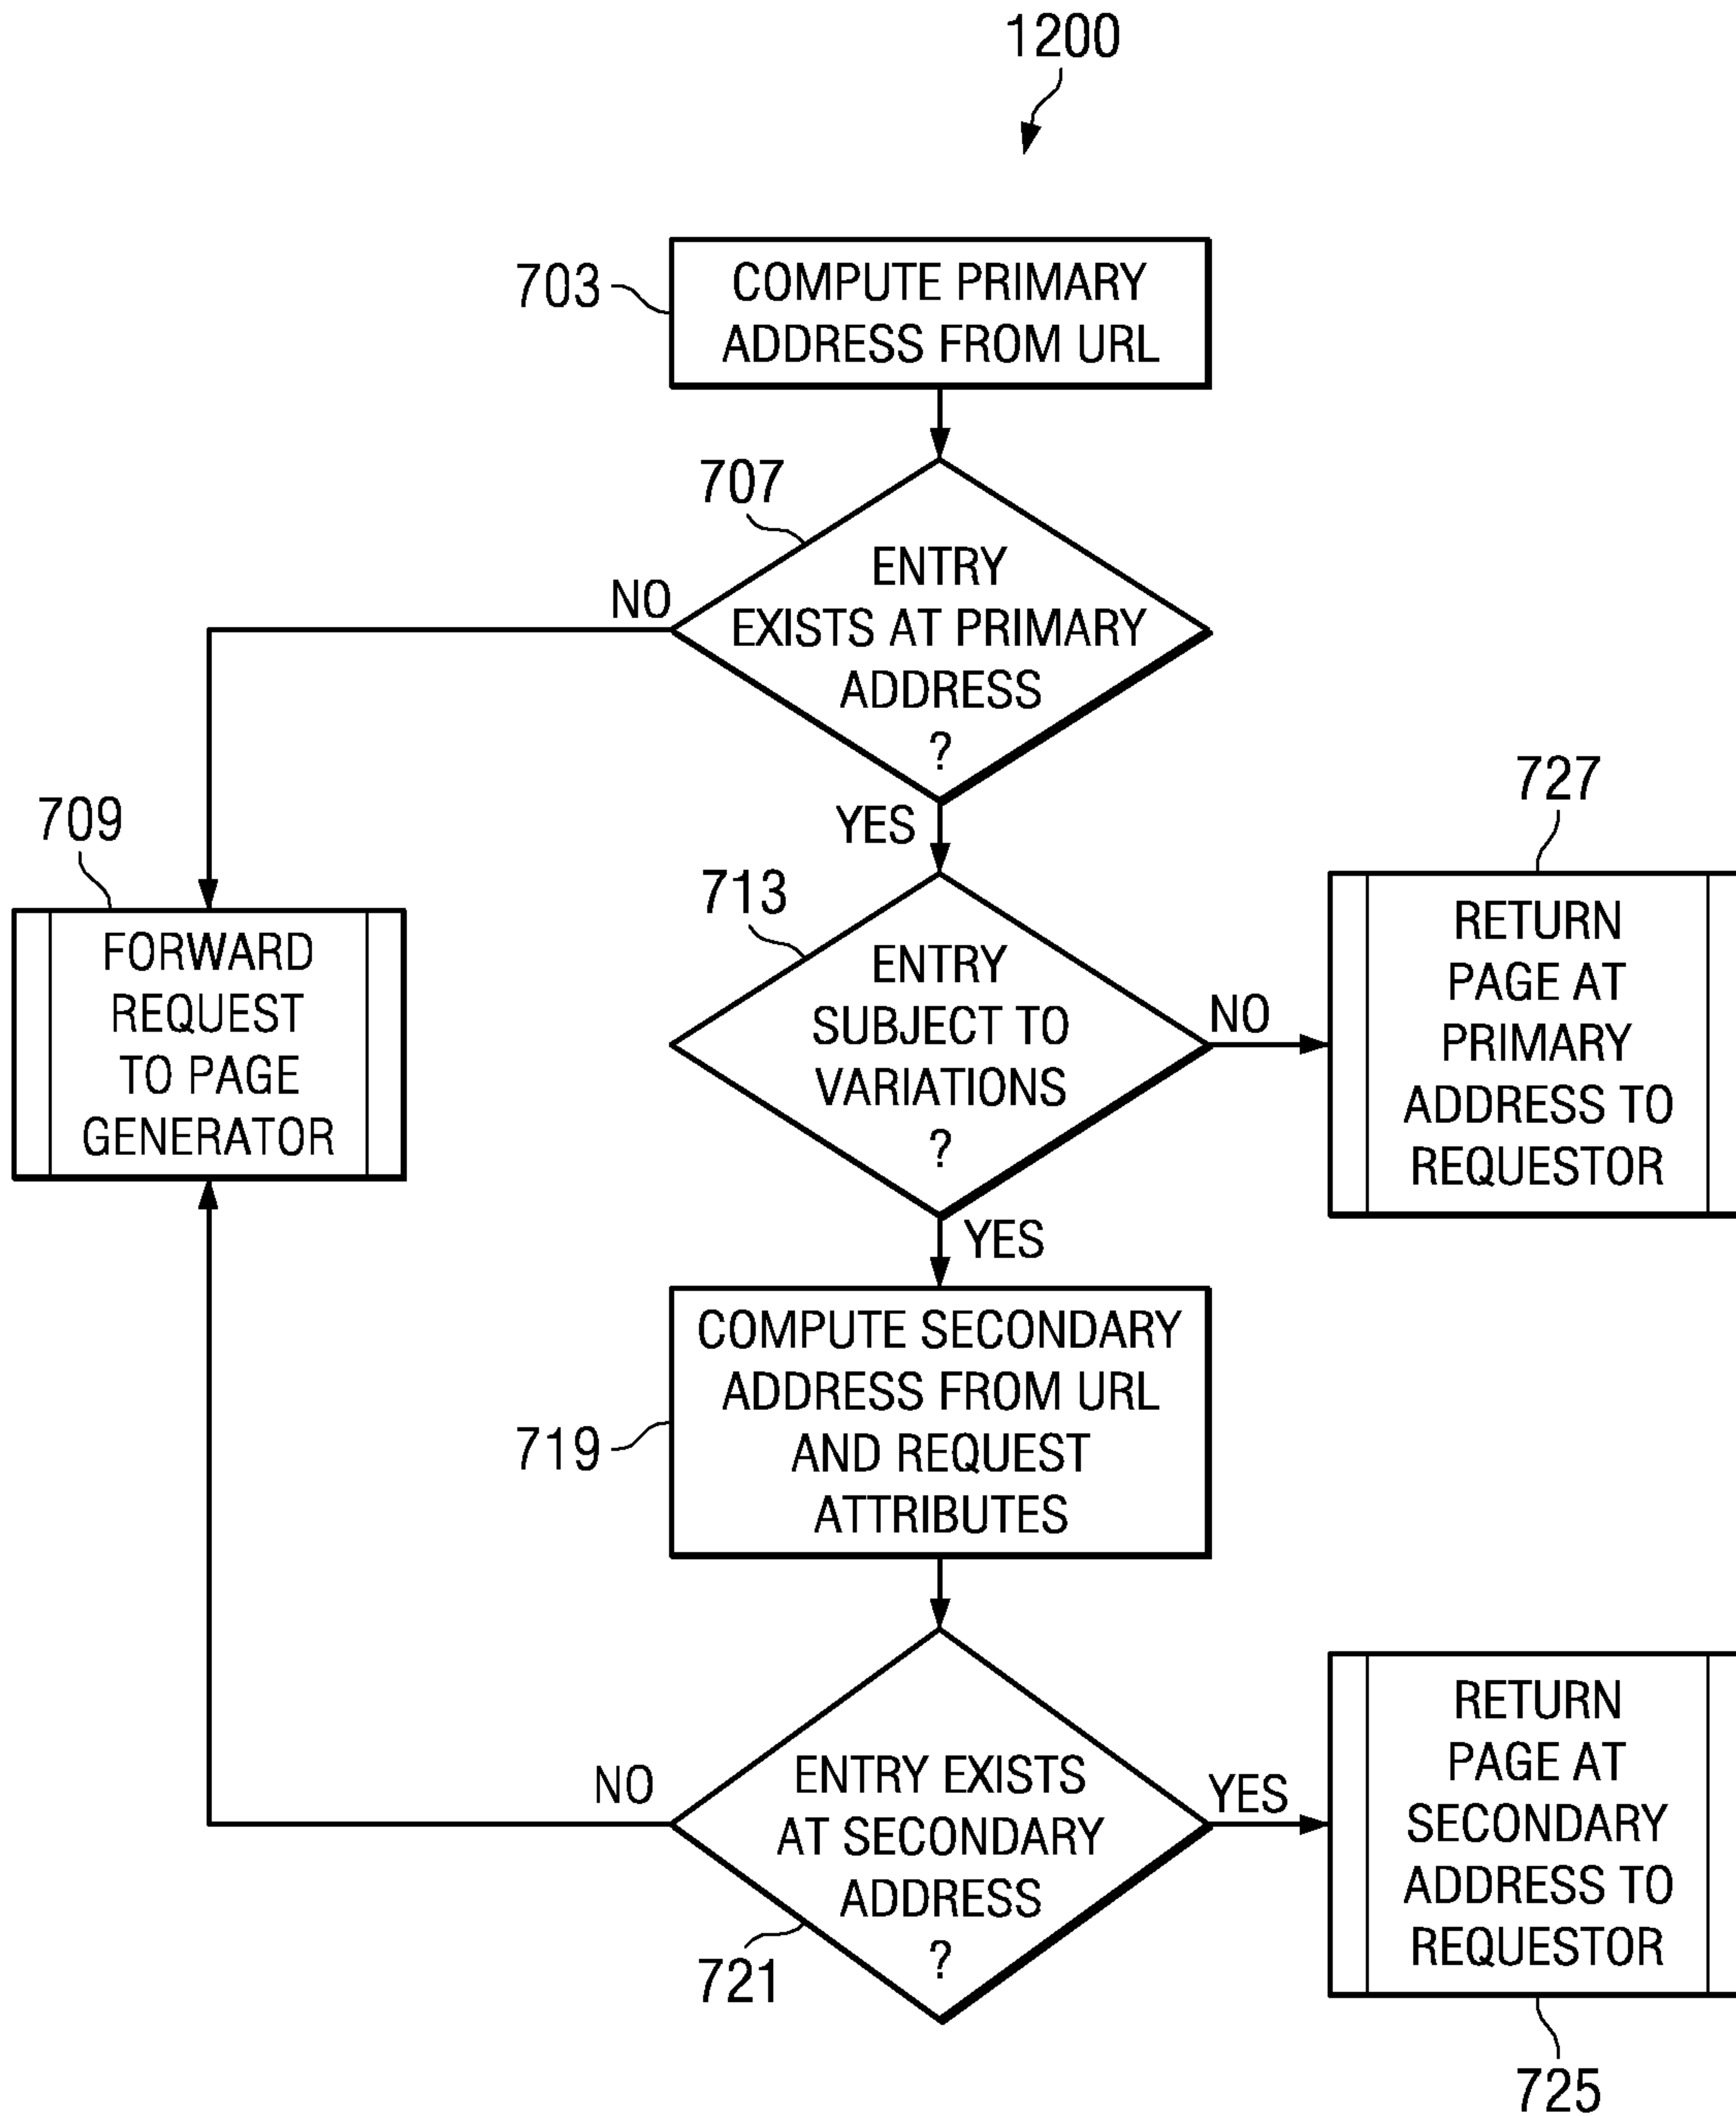 1200
703
COMPUTE PRIMARY
ADDRESS FROM URL
707
ENTRY
EXISTS AT PRIMARY
ADDRESS
?
NO
YES
709
FORWARD
REQUEST
TO PAGE
GENERATOR
713
ENTRY
SUBJECT TO
VARIATIONS
?
NO
YES
727
RETURN
PAGE AT
PRIMARY
ADDRESS TO
REQUESTOR
719
COMPUTE SECONDARY
ADDRESS FROM URL
AND REQUEST
ATTRIBUTES
721
ENTRY EXISTS
AT SECONDARY
ADDRESS
?
NO
YES
RETURN
PAGE AT
SECONDARY
ADDRESS TO
REQUESTOR
725